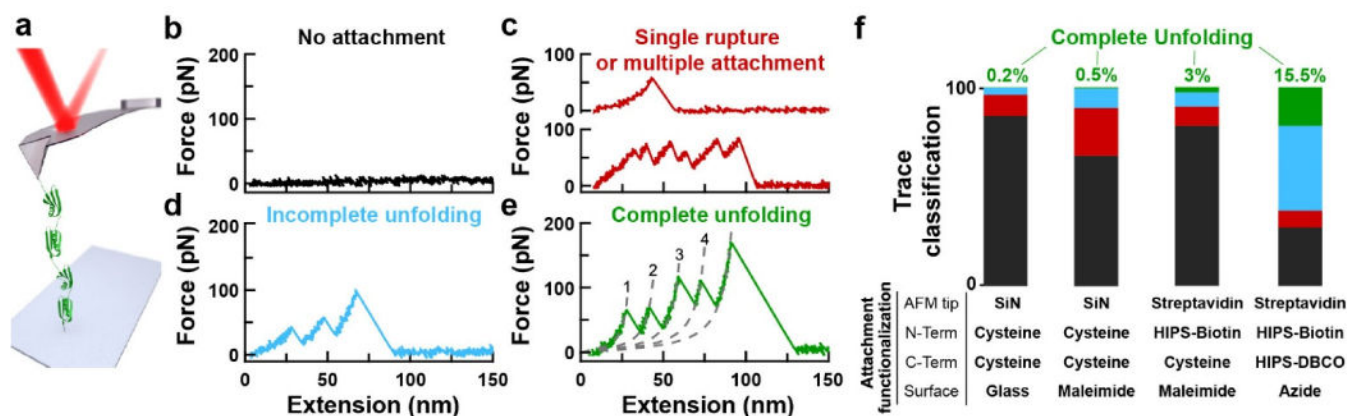 a
b
No attachment
Force (pN)
200
100
0
c
Single rupture
or multiple attachment
Force (pN)
100
0
100
0
d
Incomplete unfolding
Force (pN)
200
100
0
0 50 100 150
Extension (nm)
e
Complete unfolding
Force (pN)
200
100
0
1 2 3 4
0 50 100 150
Extension (nm)
f
Complete Unfolding
0.2% 0.5% 3% 15.5%
Trace
classification
100
0
Attachment
functionalization
AFM tip SiN SiN Streptavidin Streptavidin
N-Term Cysteine Cysteine HIPS-Biotin HIPS-Biotin
C-Term Cysteine Cysteine Cysteine HIPS-DBCO
Surface Glass Maleimide Maleimide Azide